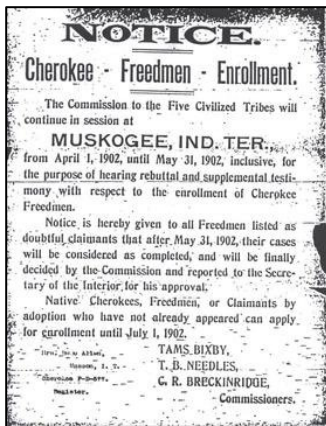 NOTICE.
Cherokee - Freedmen - Enrollment.
The Commission to the Five Civilized Tribes will
continue in session at
MUSKOGEE, IND. TER.,
from April 1, 1902, until May 31, 1902, inclusive, for
the purpose of hearing rebuttal and supplemental testi-
mony with respect to the enrollment of Cherokee
Freedmen.
Notice is hereby given to all Freedmen listed as
doubtful claimants that after May 31, 1902, their cases
will be considered as completed, and will be finally
decided by the Commission and reported to the Secre-
tary of the Interior for his approval.
Native Cherokees, Freedmen, or Claimants by
adoption who have not already appeared can apply
for enrollment until July 1, 1902.
TAMS BIXBY,
T. B. NEEDLES,
C. R. BRECKINRIDGE,
Commissioners.
Allen,
I. T.
Cherokee
Register.